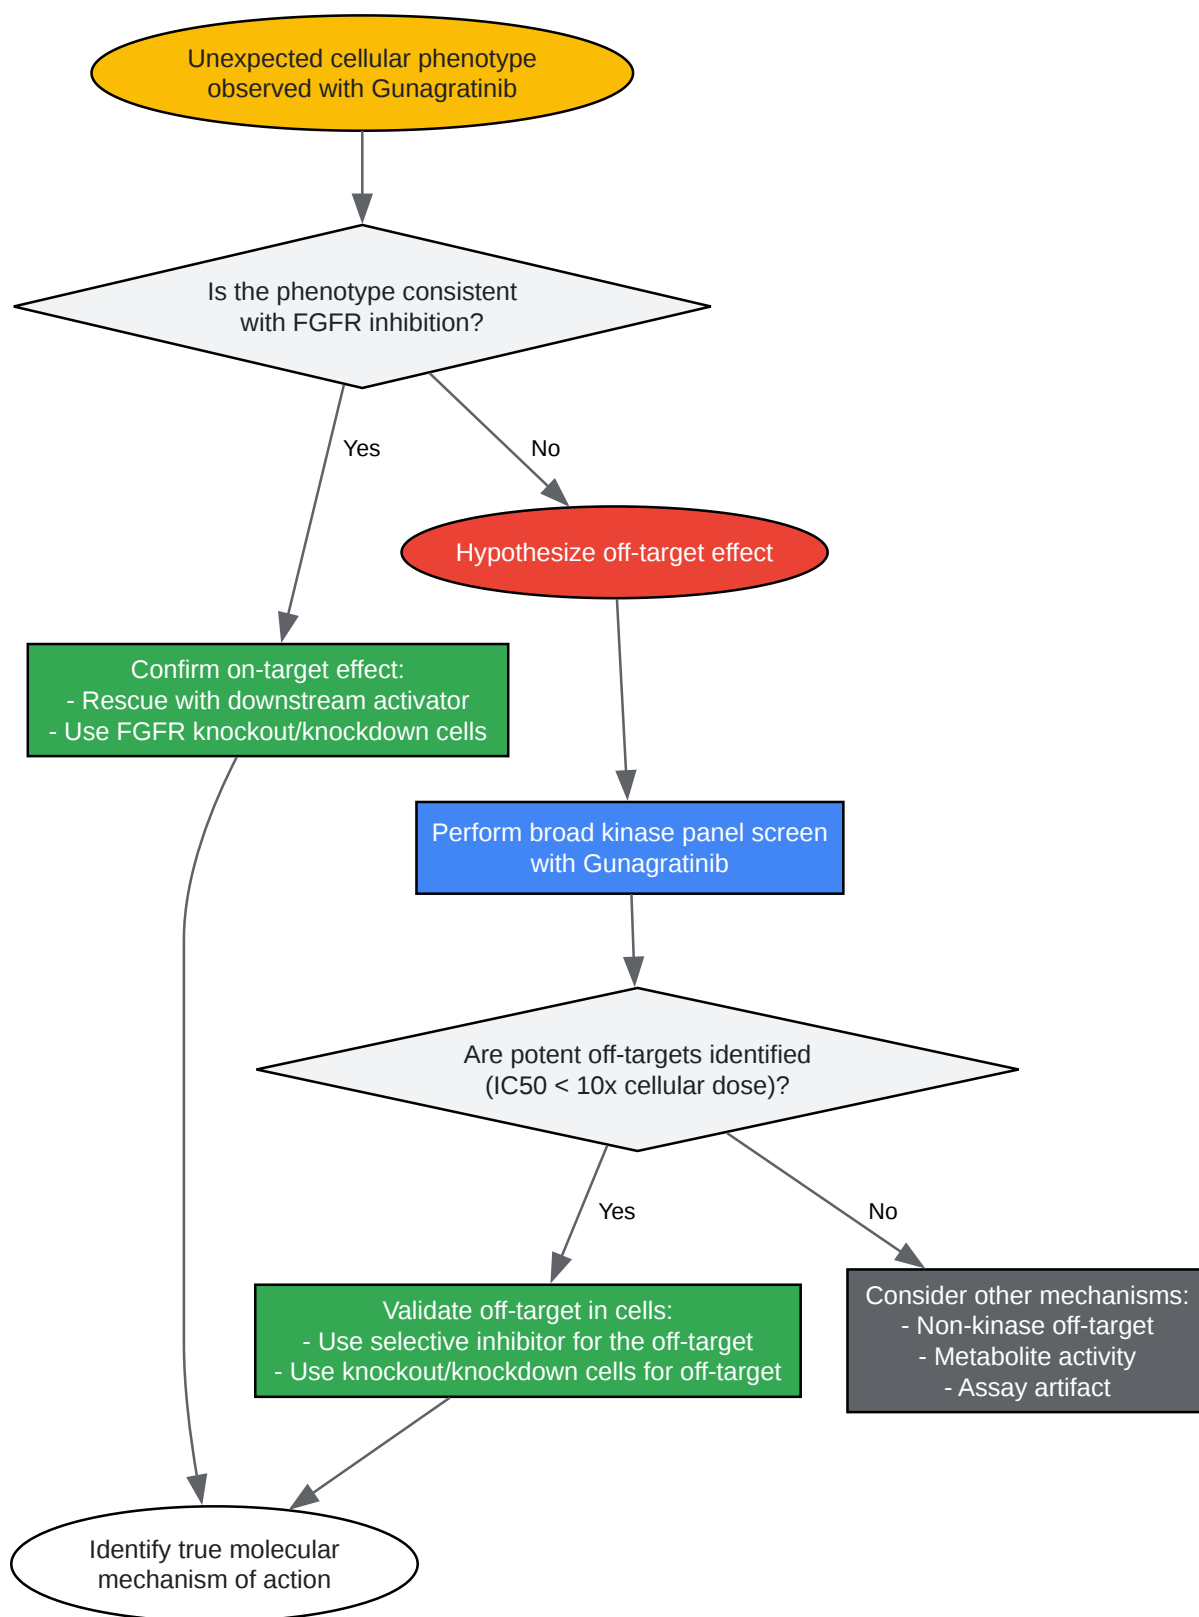 Unexpected cellular phenotype
observed with Gunagratinib
Is the phenotype consistent
with FGFR inhibition?
Yes
No
Hypothesize off-target effect
Confirm on-target effect:
- Rescue with downstream activator
- Use FGFR knockout/knockdown cells
Perform broad kinase panel screen
with Gunagratinib
Are potent off-targets identified
(IC50 < 10x cellular dose)?
Yes
No
Validate off-target in cells:
- Use selective inhibitor for the off-target
- Use knockout/knockdown cells for off-target
Consider other mechanisms:
- Non-kinase off-target
- Metabolite activity
- Assay artifact
Identify true molecular
mechanism of action